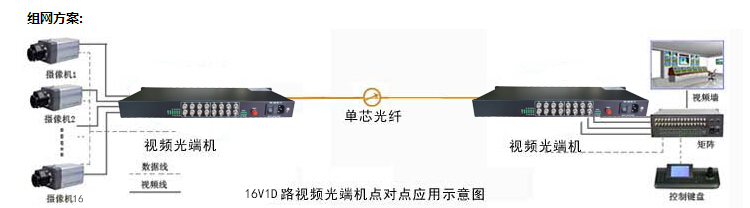 组网方案:
摄像机1
摄像机2
摄像机16
视频光端机
数据线
视频线
单芯光纤
视频光端机
视频墙
矩阵
控制键盘
16V1D路视频光端机点对点应用示意图